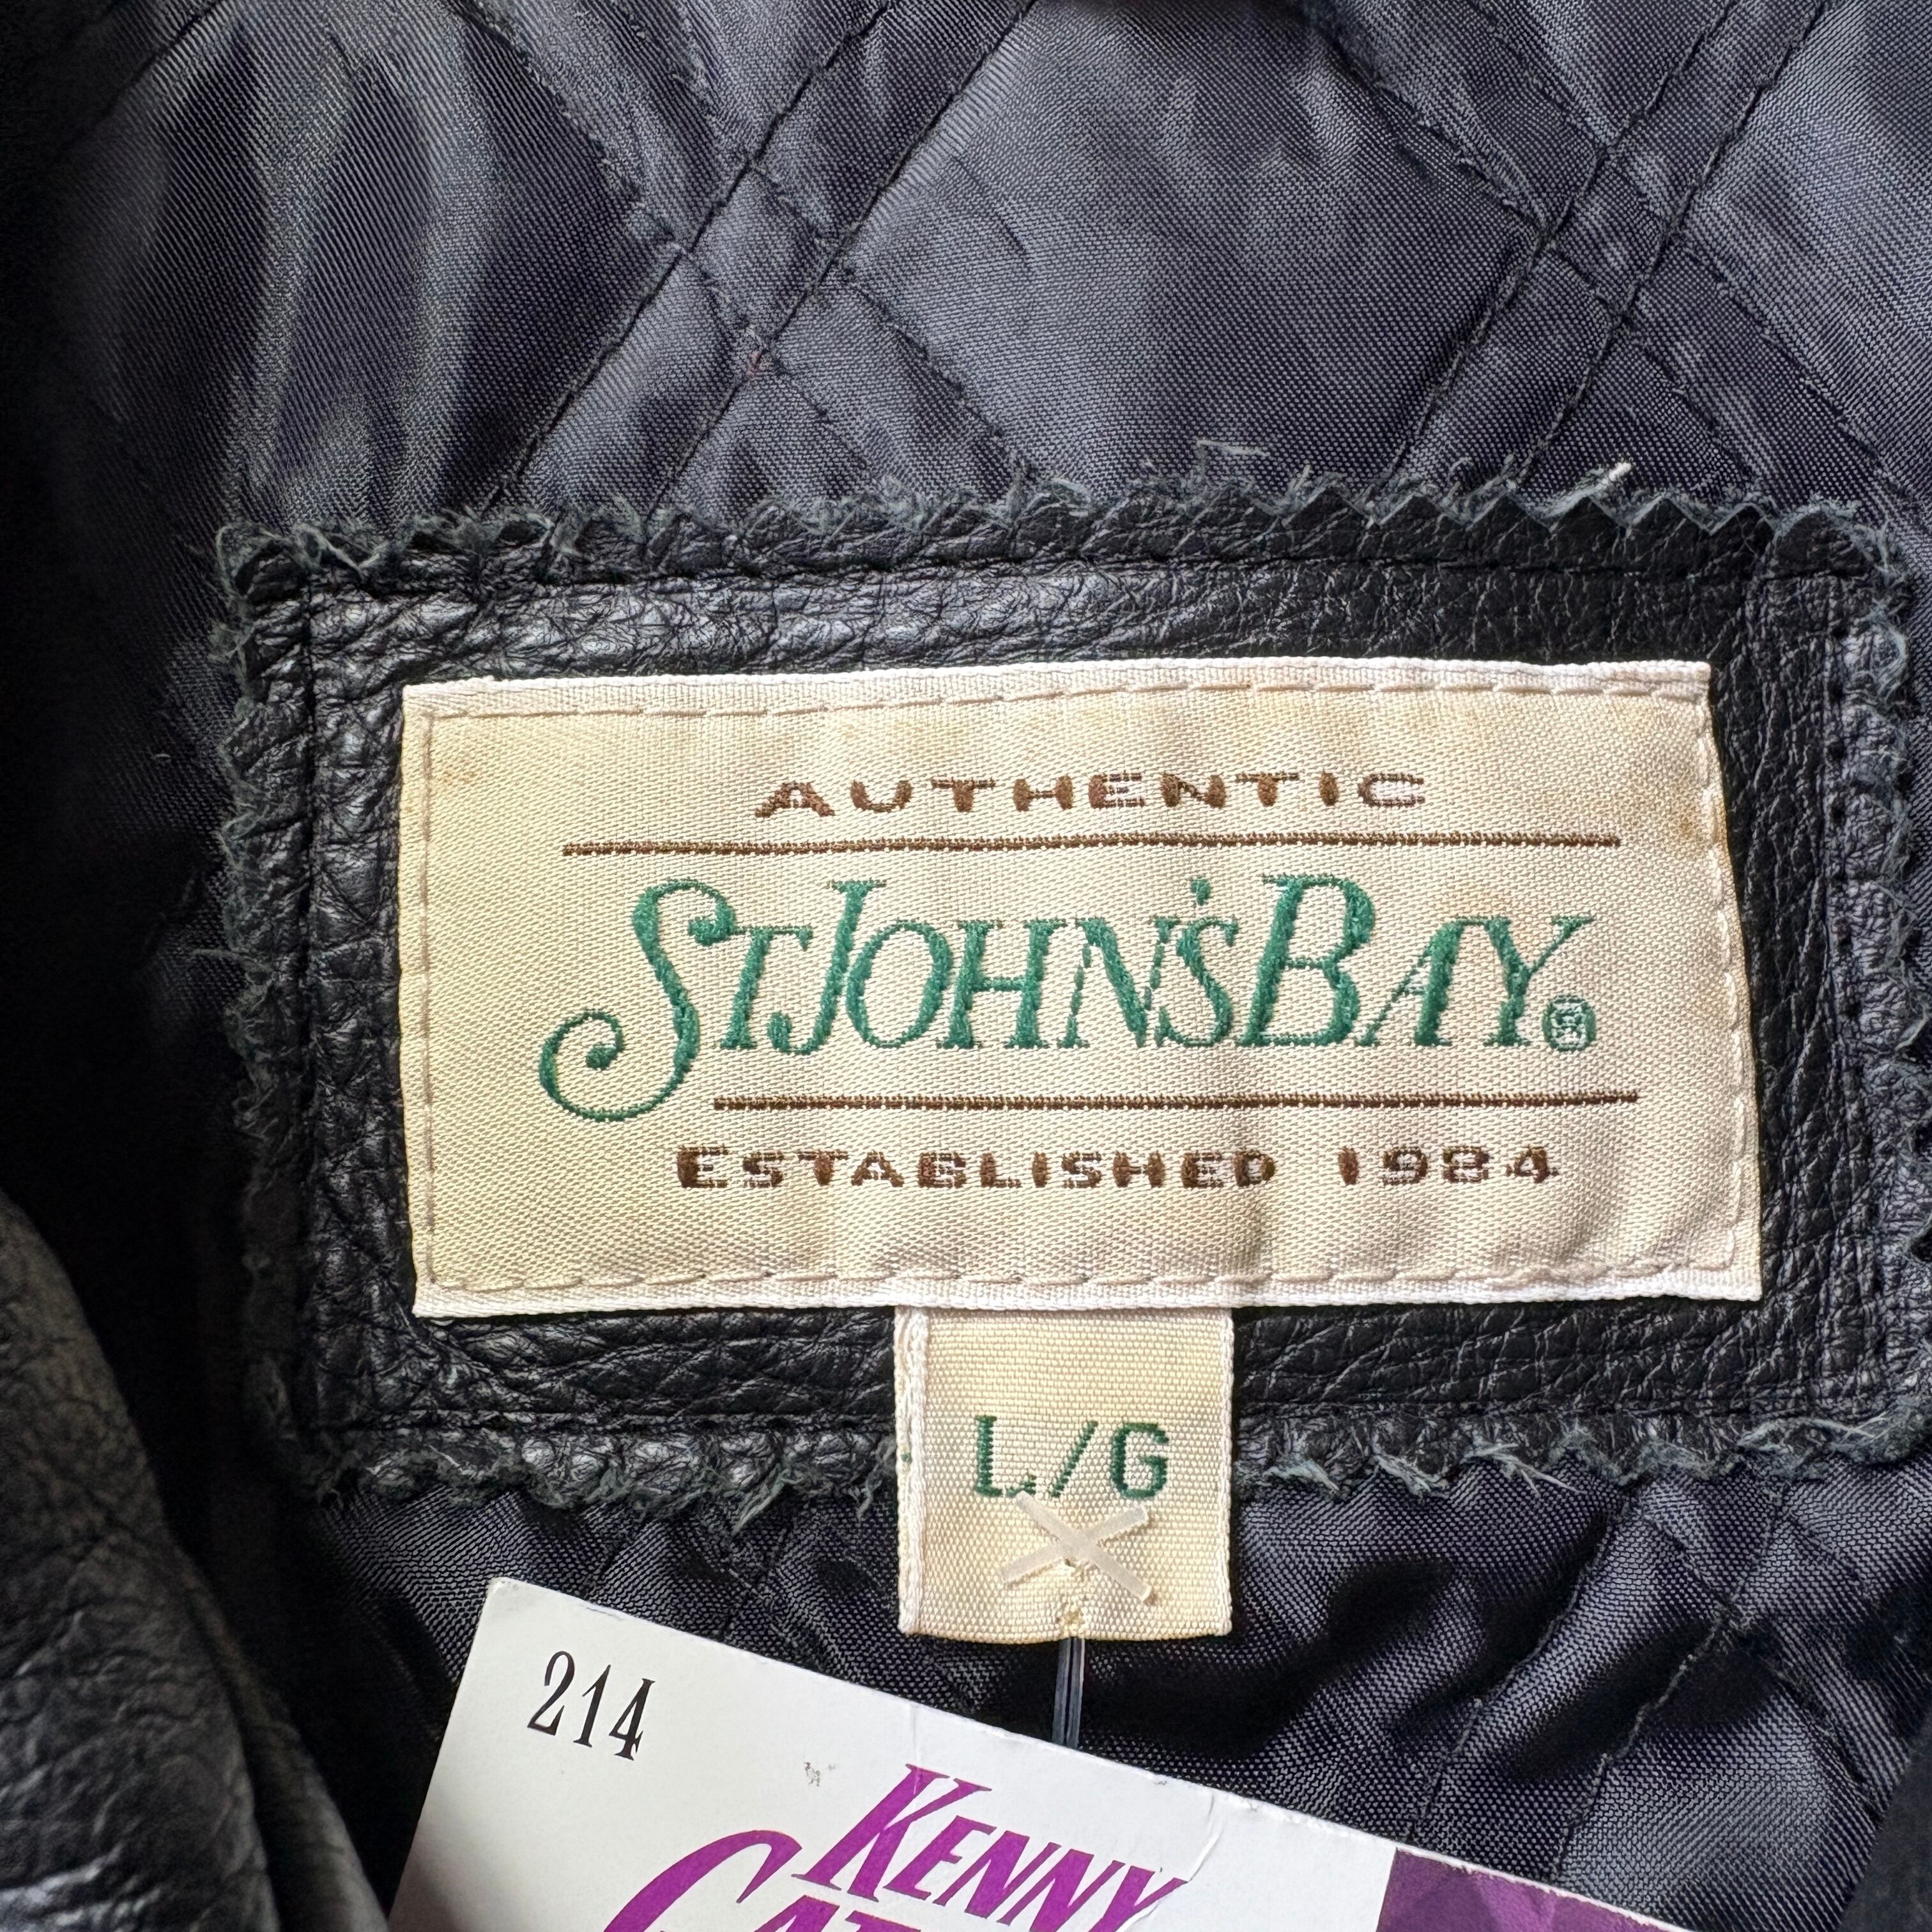 AUTHENTIC
ST JOHN'S BAY®
ESTABLISHED 1984
L/G
214
KENNY